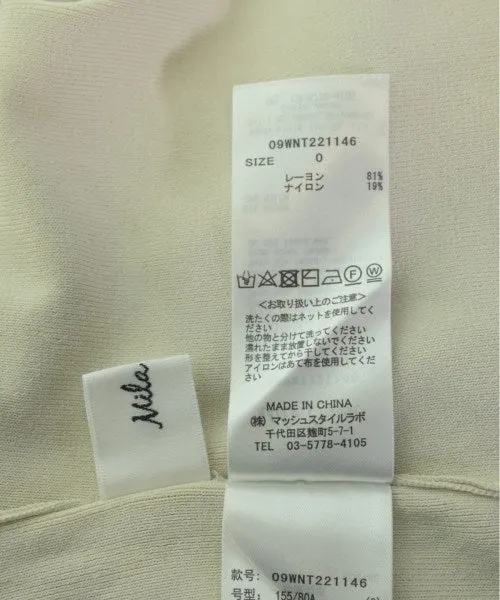 09WNT221146
SIZE 0
レーヨン 81%
ナイロン 19%
<お取り扱い上のご注意>
洗たくの際はネットを使用してく
ださい
他の物と分けて洗ってください
濡れたまま放置しないでください
形を整えてから干してください
アイロンはあて布を使用してくだ
さい
MADE IN CHINA
(株) マッシュスタイルラボ
千代田区麹町5-7-1
TEL 03-5778-4105
Mila
款号: 09WNT221146
号型: 155/80A